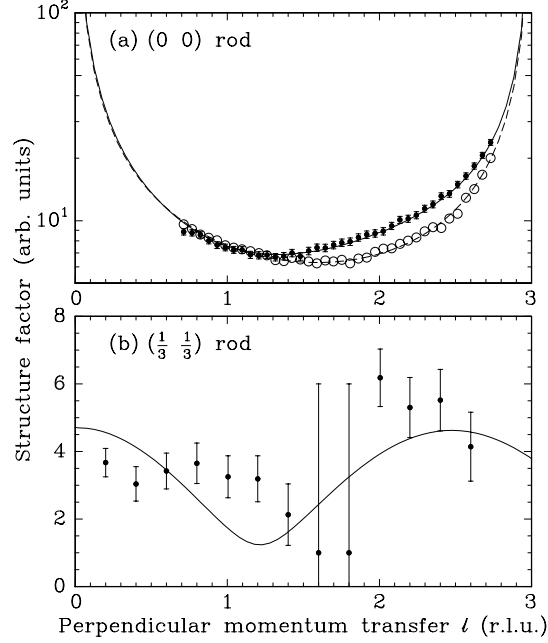 10²
(a) (0 0) rod
10¹
0 1 2 3
8
(b) (1/3 1/3) rod
6
4
2
0
0 1 2 3
Structure factor (arb. units)
Perpendicular momentum transfer l (r.l.u.)